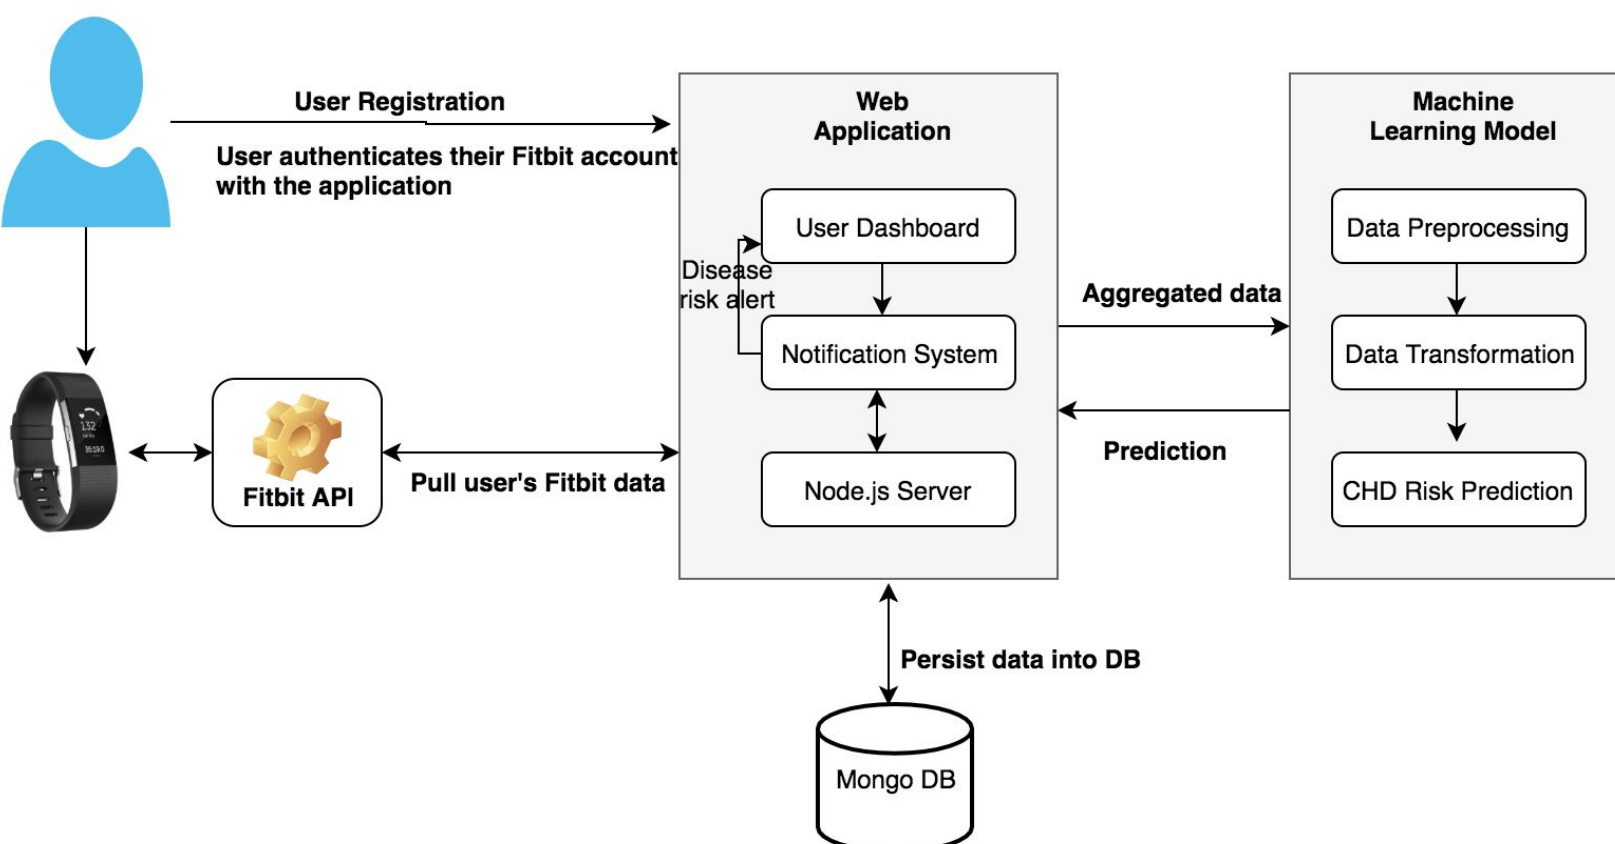 User Registration
User authenticates their Fitbit account
with the application
Web
Application
User Dashboard
Disease
risk alert
Notification System
Node.js Server
Machine
Learning Model
Data Preprocessing
Data Transformation
CHD Risk Prediction
Aggregated data
Prediction
132
Fitbit API
Pull user's Fitbit data
Persist data into DB
Mongo DB